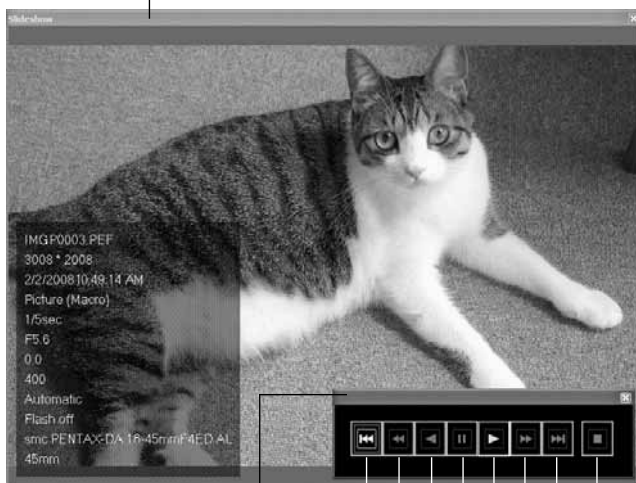 Slideshow
IMGP0003.PEF
3008 * 2008
2/2/2008 10:49:14 AM
Picture (Macro)
1/5sec
F5.6
0.0
400
Automatic
Flash off
smc PENTAX-DA 16-45mmF4ED AL
45mm